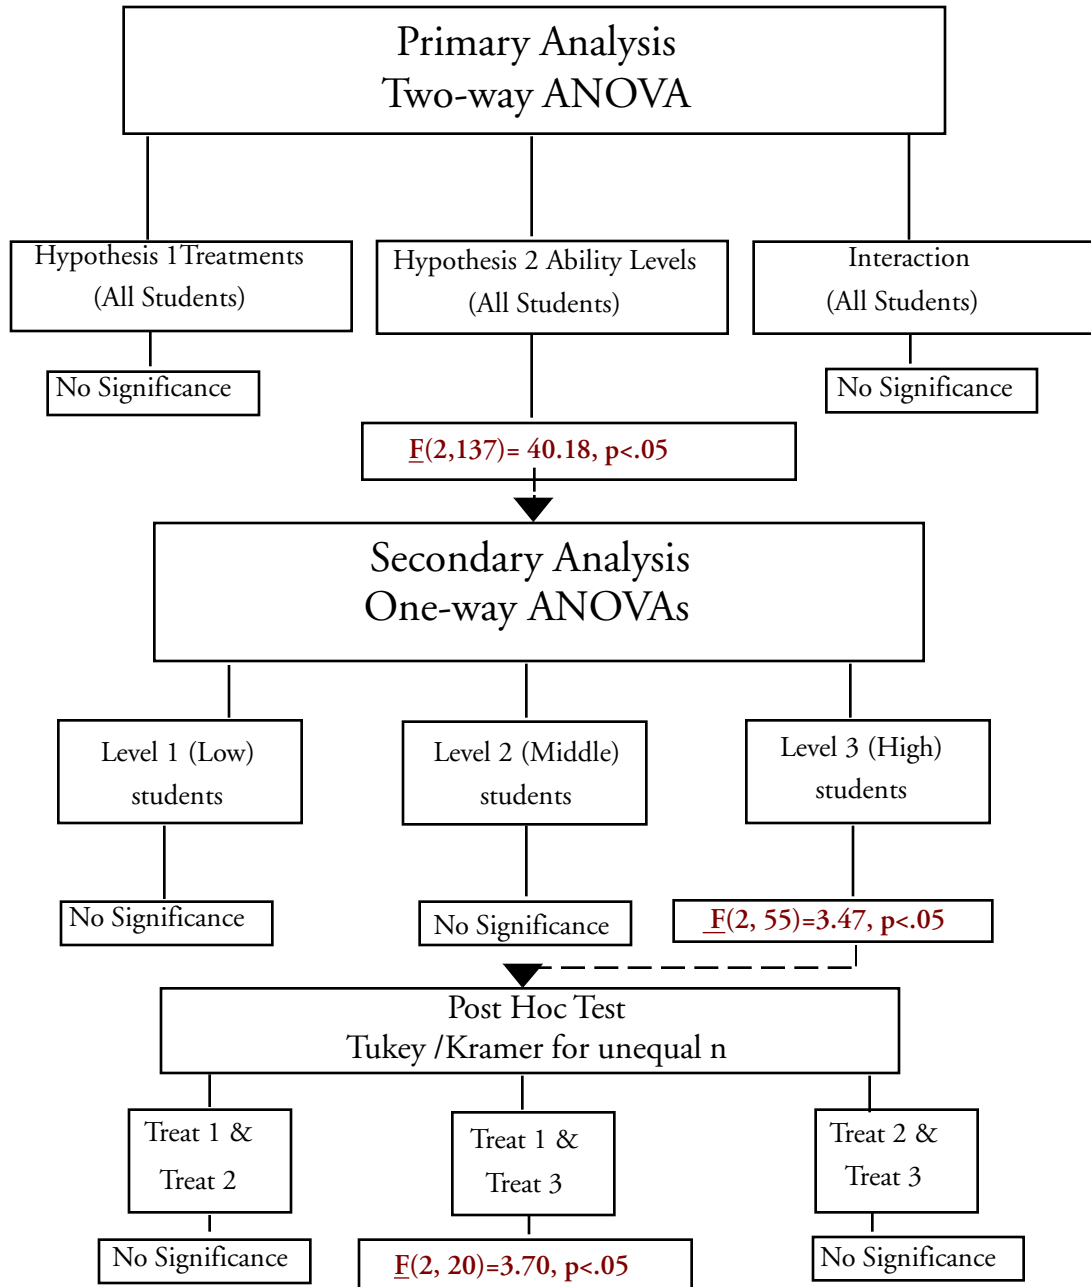 Primary Analysis
Two-way ANOVA
Hypothesis 1Treatments
(All Students)
Hypothesis 2 Ability Levels
(All Students)
Interaction
(All Students)
No Significance
No Significance
F(2,137)= 40.18, p<.05
Secondary Analysis
One-way ANOVAs
Level 1 (Low)
students
Level 2 (Middle)
students
Level 3 (High)
students
No Significance
No Significance
F(2, 55)=3.47, p<.05
Post Hoc Test
Tukey /Kramer for unequal n
Treat 1 &
Treat 2
Treat 1 &
Treat 3
Treat 2 &
Treat 3
No Significance
F(2, 20)=3.70, p<.05
No Significance